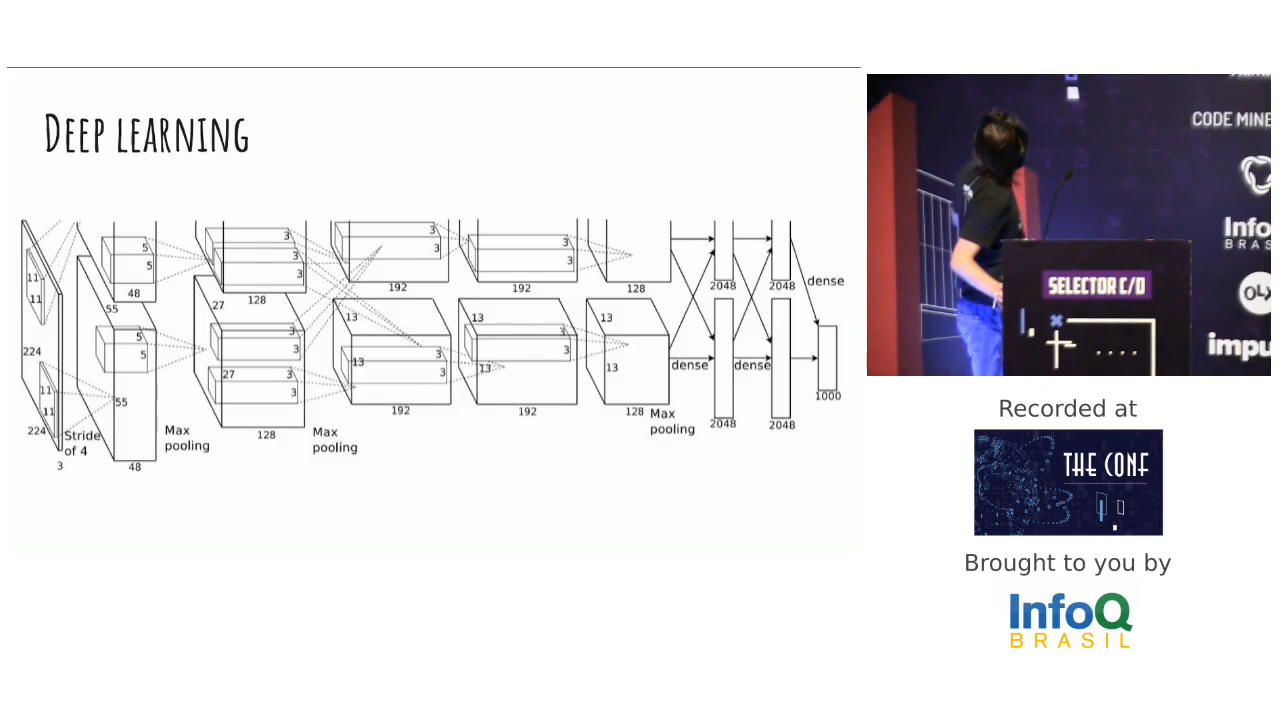 Deep learning
11
11
224
11
11
224
3
Stride
of 4
5
5
48
55
5
5
55
48
Max
pooling
3
3
3
128
27
3
3
27
3
3
128
Max
pooling
3
3
192
13
3
13
3
192
3
3
192
13
3
13
192
128
13
13
128
Max
pooling
2048
2048
dense
dense
dense
2048
2048
1000
CODE MINE
Info
BRAS
OLX
impu
SELECTOR C/D
Recorded at
THE CONF
Brought to you by
InfoQ
BRASIL